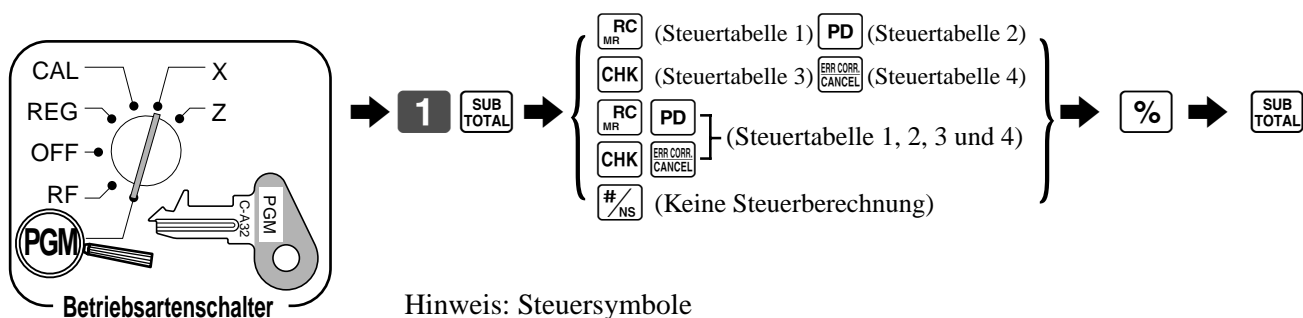 CAL X
REG Z
OFF
RF
PGM
PGM C-A32
Betriebsartenschalter
1 SUB TOTAL
RC MR (Steuertabelle 1) PD (Steuertabelle 2)
CHK (Steuertabelle 3) ERR CORR. CANCEL (Steuertabelle 4)
RC MR PD
(Steuertabelle 1, 2, 3 und 4)
CHK ERR CORR. CANCEL
#/NS (Keine Steuerberechnung)
% SUB TOTAL
Hinweis: Steuersymbole